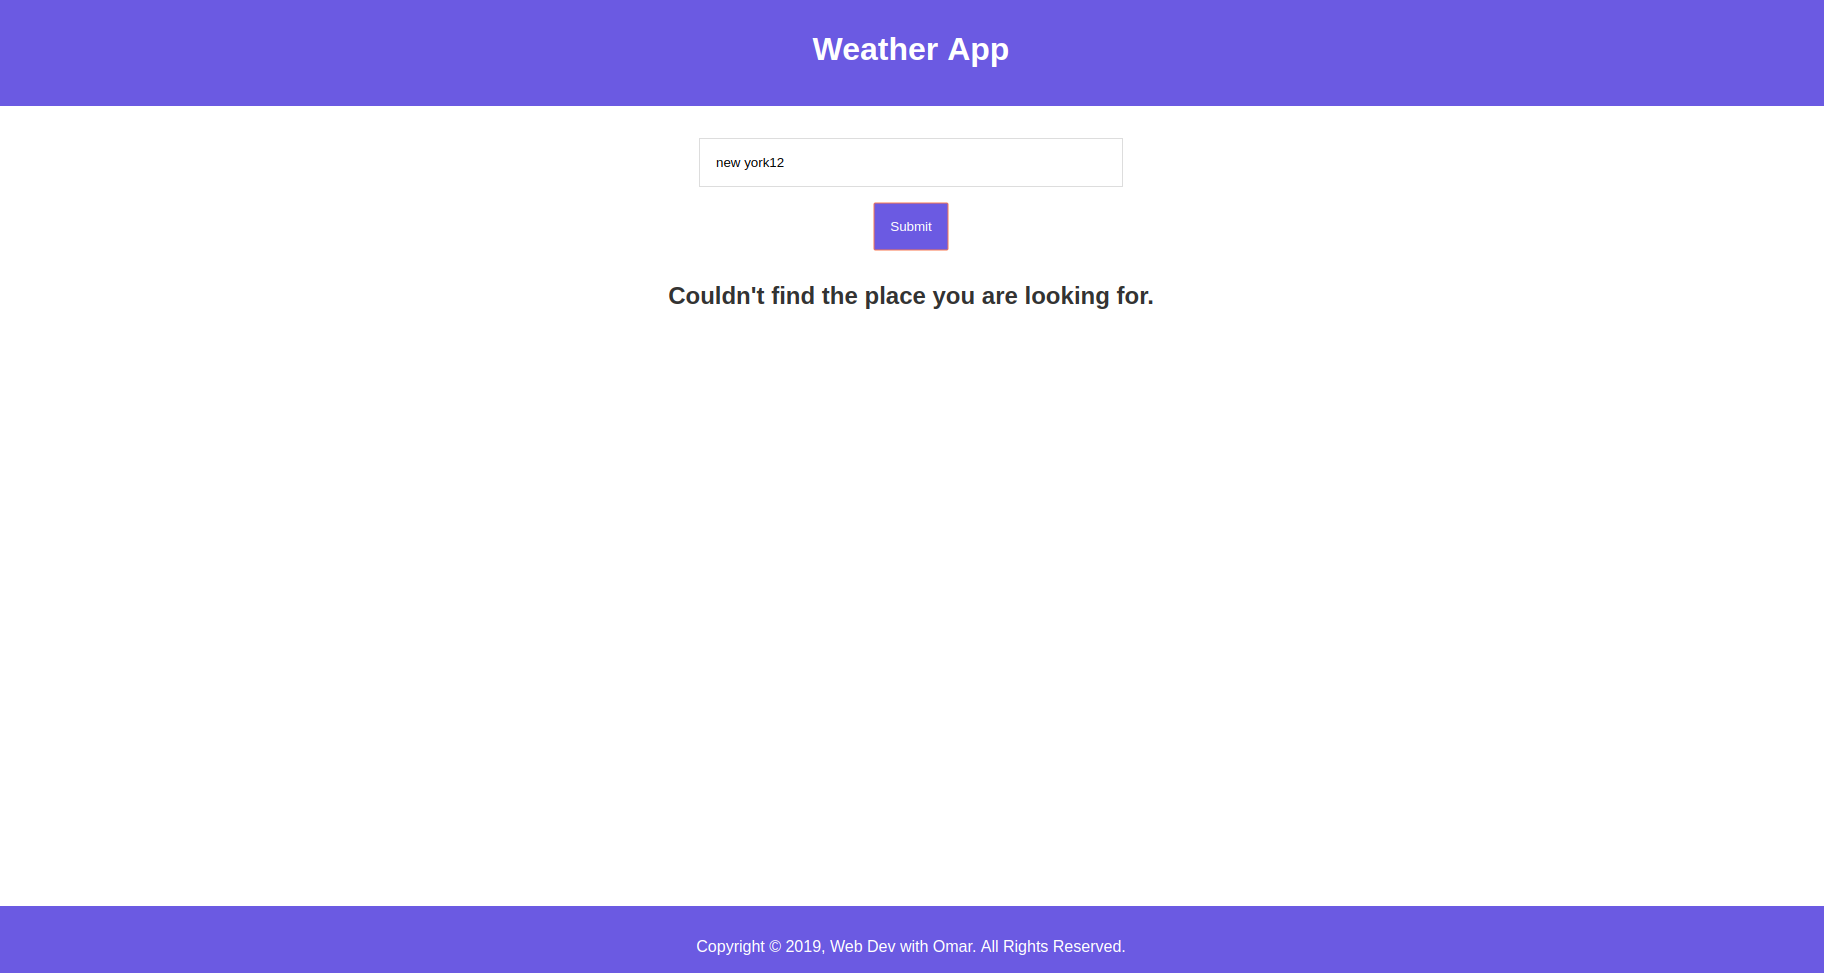 Weather App
new york12
Submit
Couldn't find the place you are looking for.
Copyright © 2019, Web Dev with Omar. All Rights Reserved.